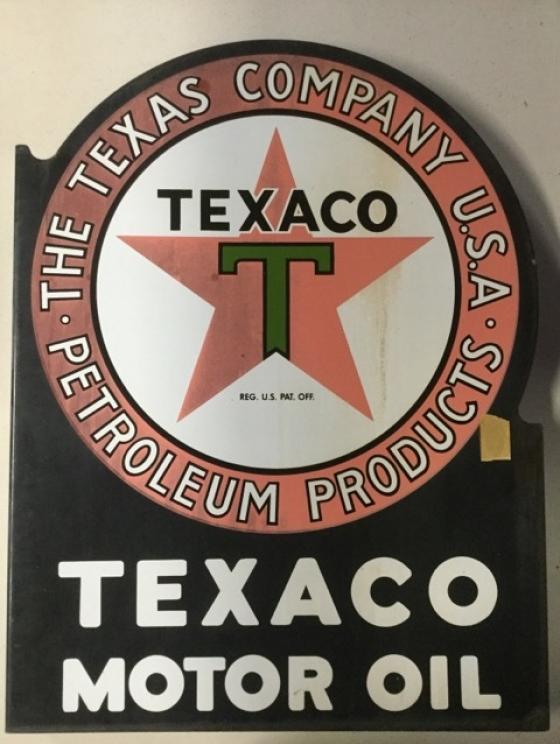 THE TEXAS COMPANY U.S.A.
TEXACO
T
REG. U.S. PAT. OFF.
PETROLEUM PRODUCTS
TEXACO
MOTOR OIL